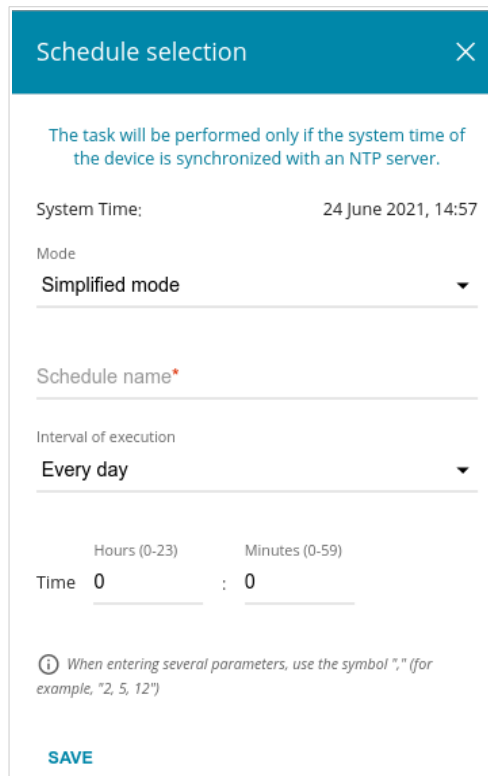 Schedule selection
The task will be performed only if the system time of
the device is synchronized with an NTP server.
System Time: 24 June 2021, 14:57
Mode
Simplified mode
Schedule name*
Interval of execution
Every day
Hours (0-23) Minutes (0-59)
Time 0 : 0
When entering several parameters, use the symbol "," (for
example, "2, 5, 12")
SAVE